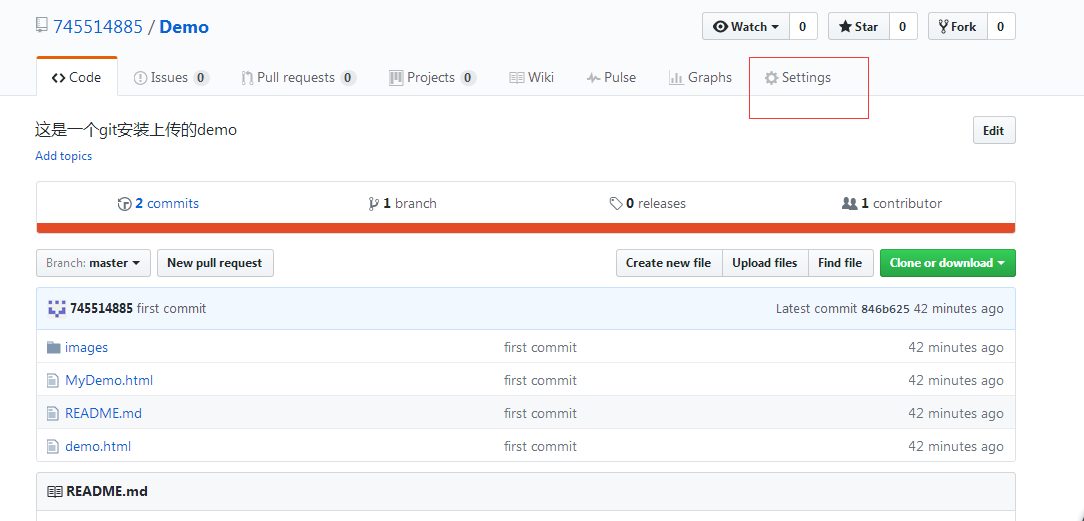 745514885 / Demo
Watch 0 Star 0 Fork 0
Code Issues 0 Pull requests 0 Projects 0 Wiki Pulse Graphs Settings
这是一个git安装上传的demo
Edit
Add topics
2 commits 1 branch 0 releases 1 contributor
Branch: master New pull request Create new file Upload files Find file Clone or download
745514885 first commit Latest commit 846b625 42 minutes ago
images first commit 42 minutes ago
MyDemo.html first commit 42 minutes ago
README.md first commit 42 minutes ago
demo.html first commit 42 minutes ago
README.md